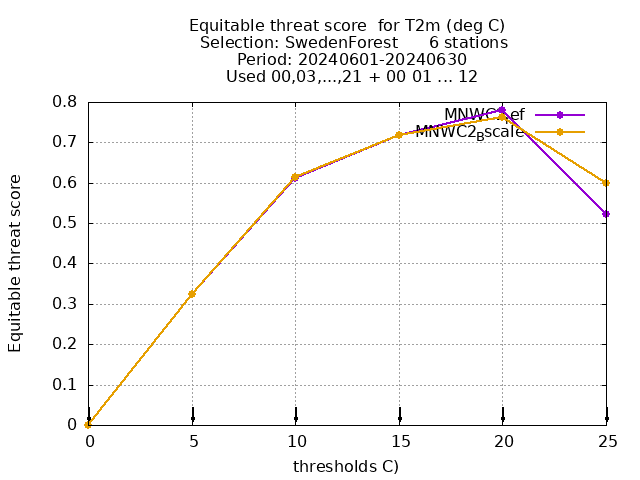 Equitable threat score for T2m (deg C)
Selection: SwedenForest 6 stations
Period: 20240601-20240630
Used 00,03,...,21 + 00 01 ... 12
Equitable threat score
0.8
0.7
0.6
0.5
0.4
0.3
0.2
0.1
0
MNWC2_Bscale
0 5 10 15 20 25
thresholds C)